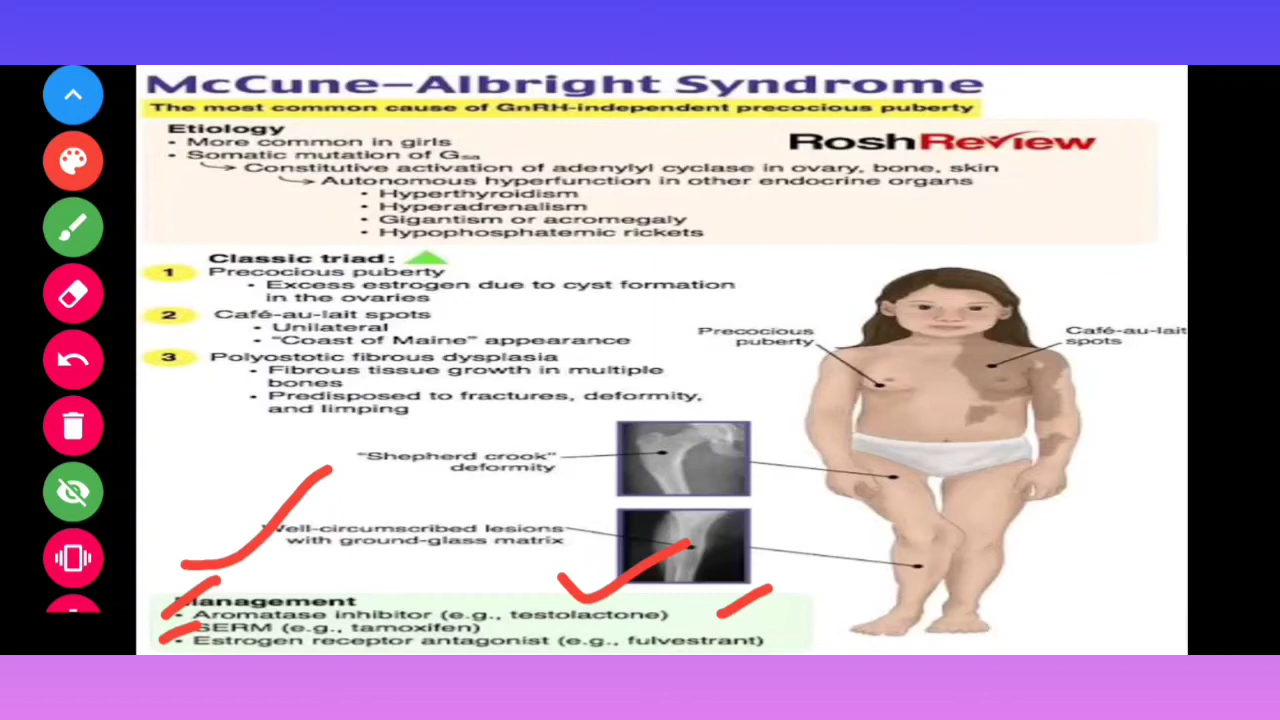 McCune–Albright Syndrome
The most common cause of GnRH-independent precocious puberty
Etiology
RoshReview
• More common in girls
• Somatic mutation of G
Constitutive activation of adenylyl cyclase in ovary, bone, skin
Autonomous hyperfunction in other endocrine organs
• Hyperthyroidism
• Hyperadrenalism
• Gigantism or acromegaly
• Hypophosphatemic rickets
Classic triad:
1 Precocious puberty
• Excess estrogen due to cyst formation
in the ovaries
2 Café-au-lait spots
• Unilateral
• "Coast of Maine" appearance
3 Polyostotic fibrous dysplasia
• Fibrous tissue growth in multiple
bones
• Predisposed to fractures, deformity,
and limping
Precocious
puberty
Café-au-lait
spots
"Shepherd crook"
deformity
Well-circumscribed lesions
with ground-glass matrix
Management
• Aromatase inhibitor (e.g., testolactone)
• SERM (e.g., tamoxifen)
• Estrogen receptor antagonist (e.g., fulvestrant)